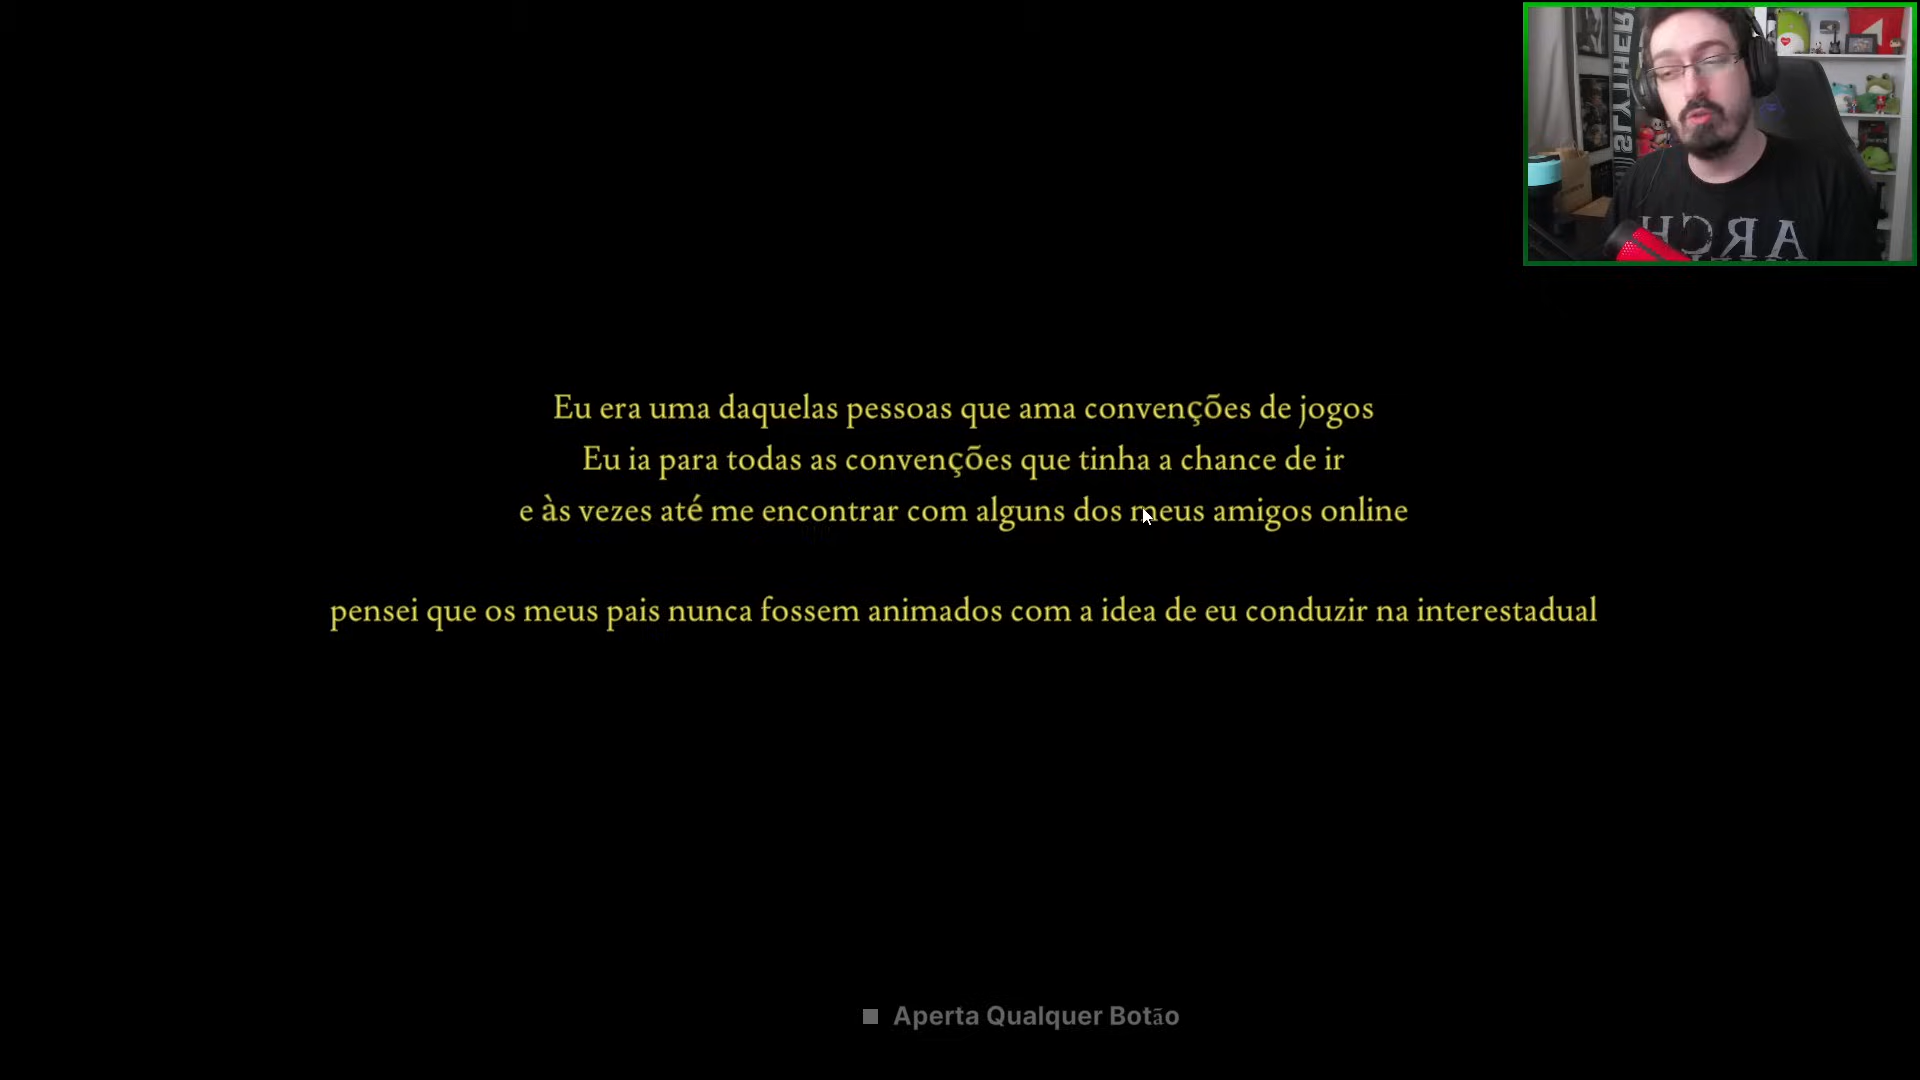 SLYTHERIN
ARCH
Eu era uma daquelas pessoas que ama convenções de jogos
Eu ia para todas as convenções que tinha a chance de ir
e às vezes até me encontrar com alguns dos meus amigos online
pensei que os meus pais nunca fossem animados com a idea de eu conduzir na interestadual
Aperta Qualquer Botão